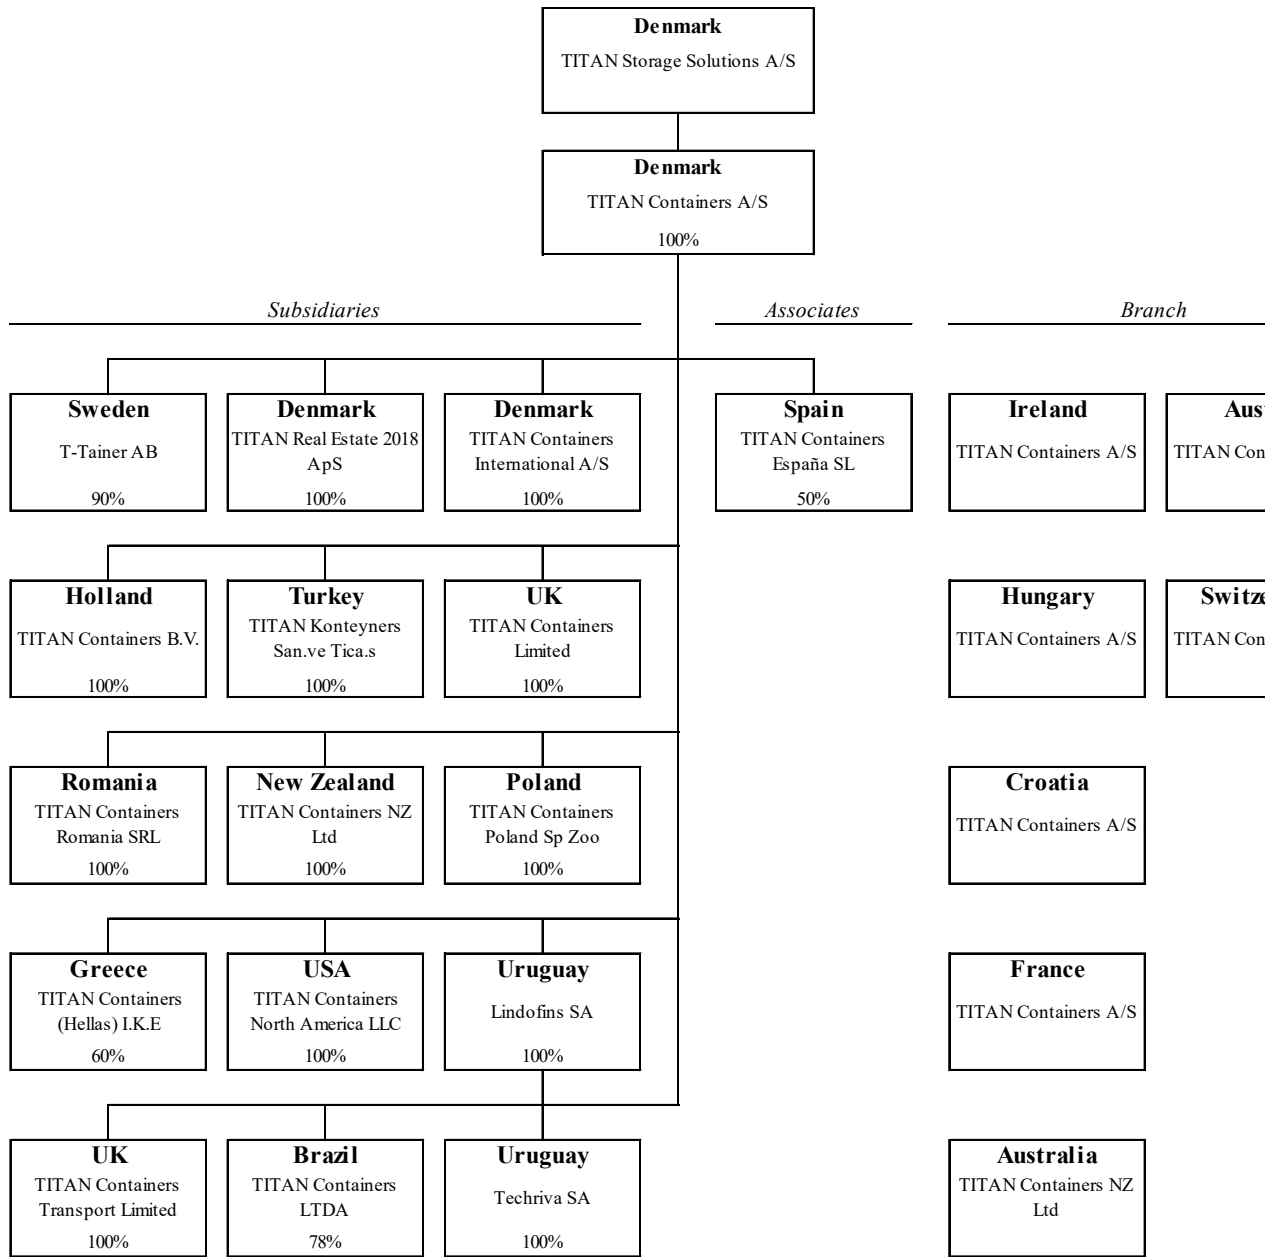 Denmark
TITAN Storage Solutions A/S
Denmark
TITAN Containers A/S
100%
Subsidiaries
Associates
Branch
Sweden
T-Tainer AB
90%
Denmark
TITAN Real Estate 2018
ApS
100%
Denmark
TITAN Containers
International A/S
100%
Spain
TITAN Containers
España SL
50%
Ireland
TITAN Containers A/S
TITAN
Holland
TITAN Containers B.V.
100%
Turkey
TITAN Konteyners
San.ve Tica.s
100%
UK
TITAN Containers
Limited
100%
Hungary
TITAN Containers A/S
TITAN
Romania
TITAN Containers
Romania SRL
100%
New Zealand
TITAN Containers NZ
Ltd
100%
Poland
TITAN Containers
Poland Sp Zoo
100%
Croatia
TITAN Containers A/S
Greece
TITAN Containers
(Hellas) I.K.E
60%
USA
TITAN Containers
North America LLC
100%
Uruguay
Lindofins SA
100%
France
TITAN Containers A/S
UK
TITAN Containers
Transport Limited
100%
Brazil
TITAN Containers
LTDA
78%
Uruguay
Techriva SA
100%
Australia
TITAN Containers NZ
Ltd